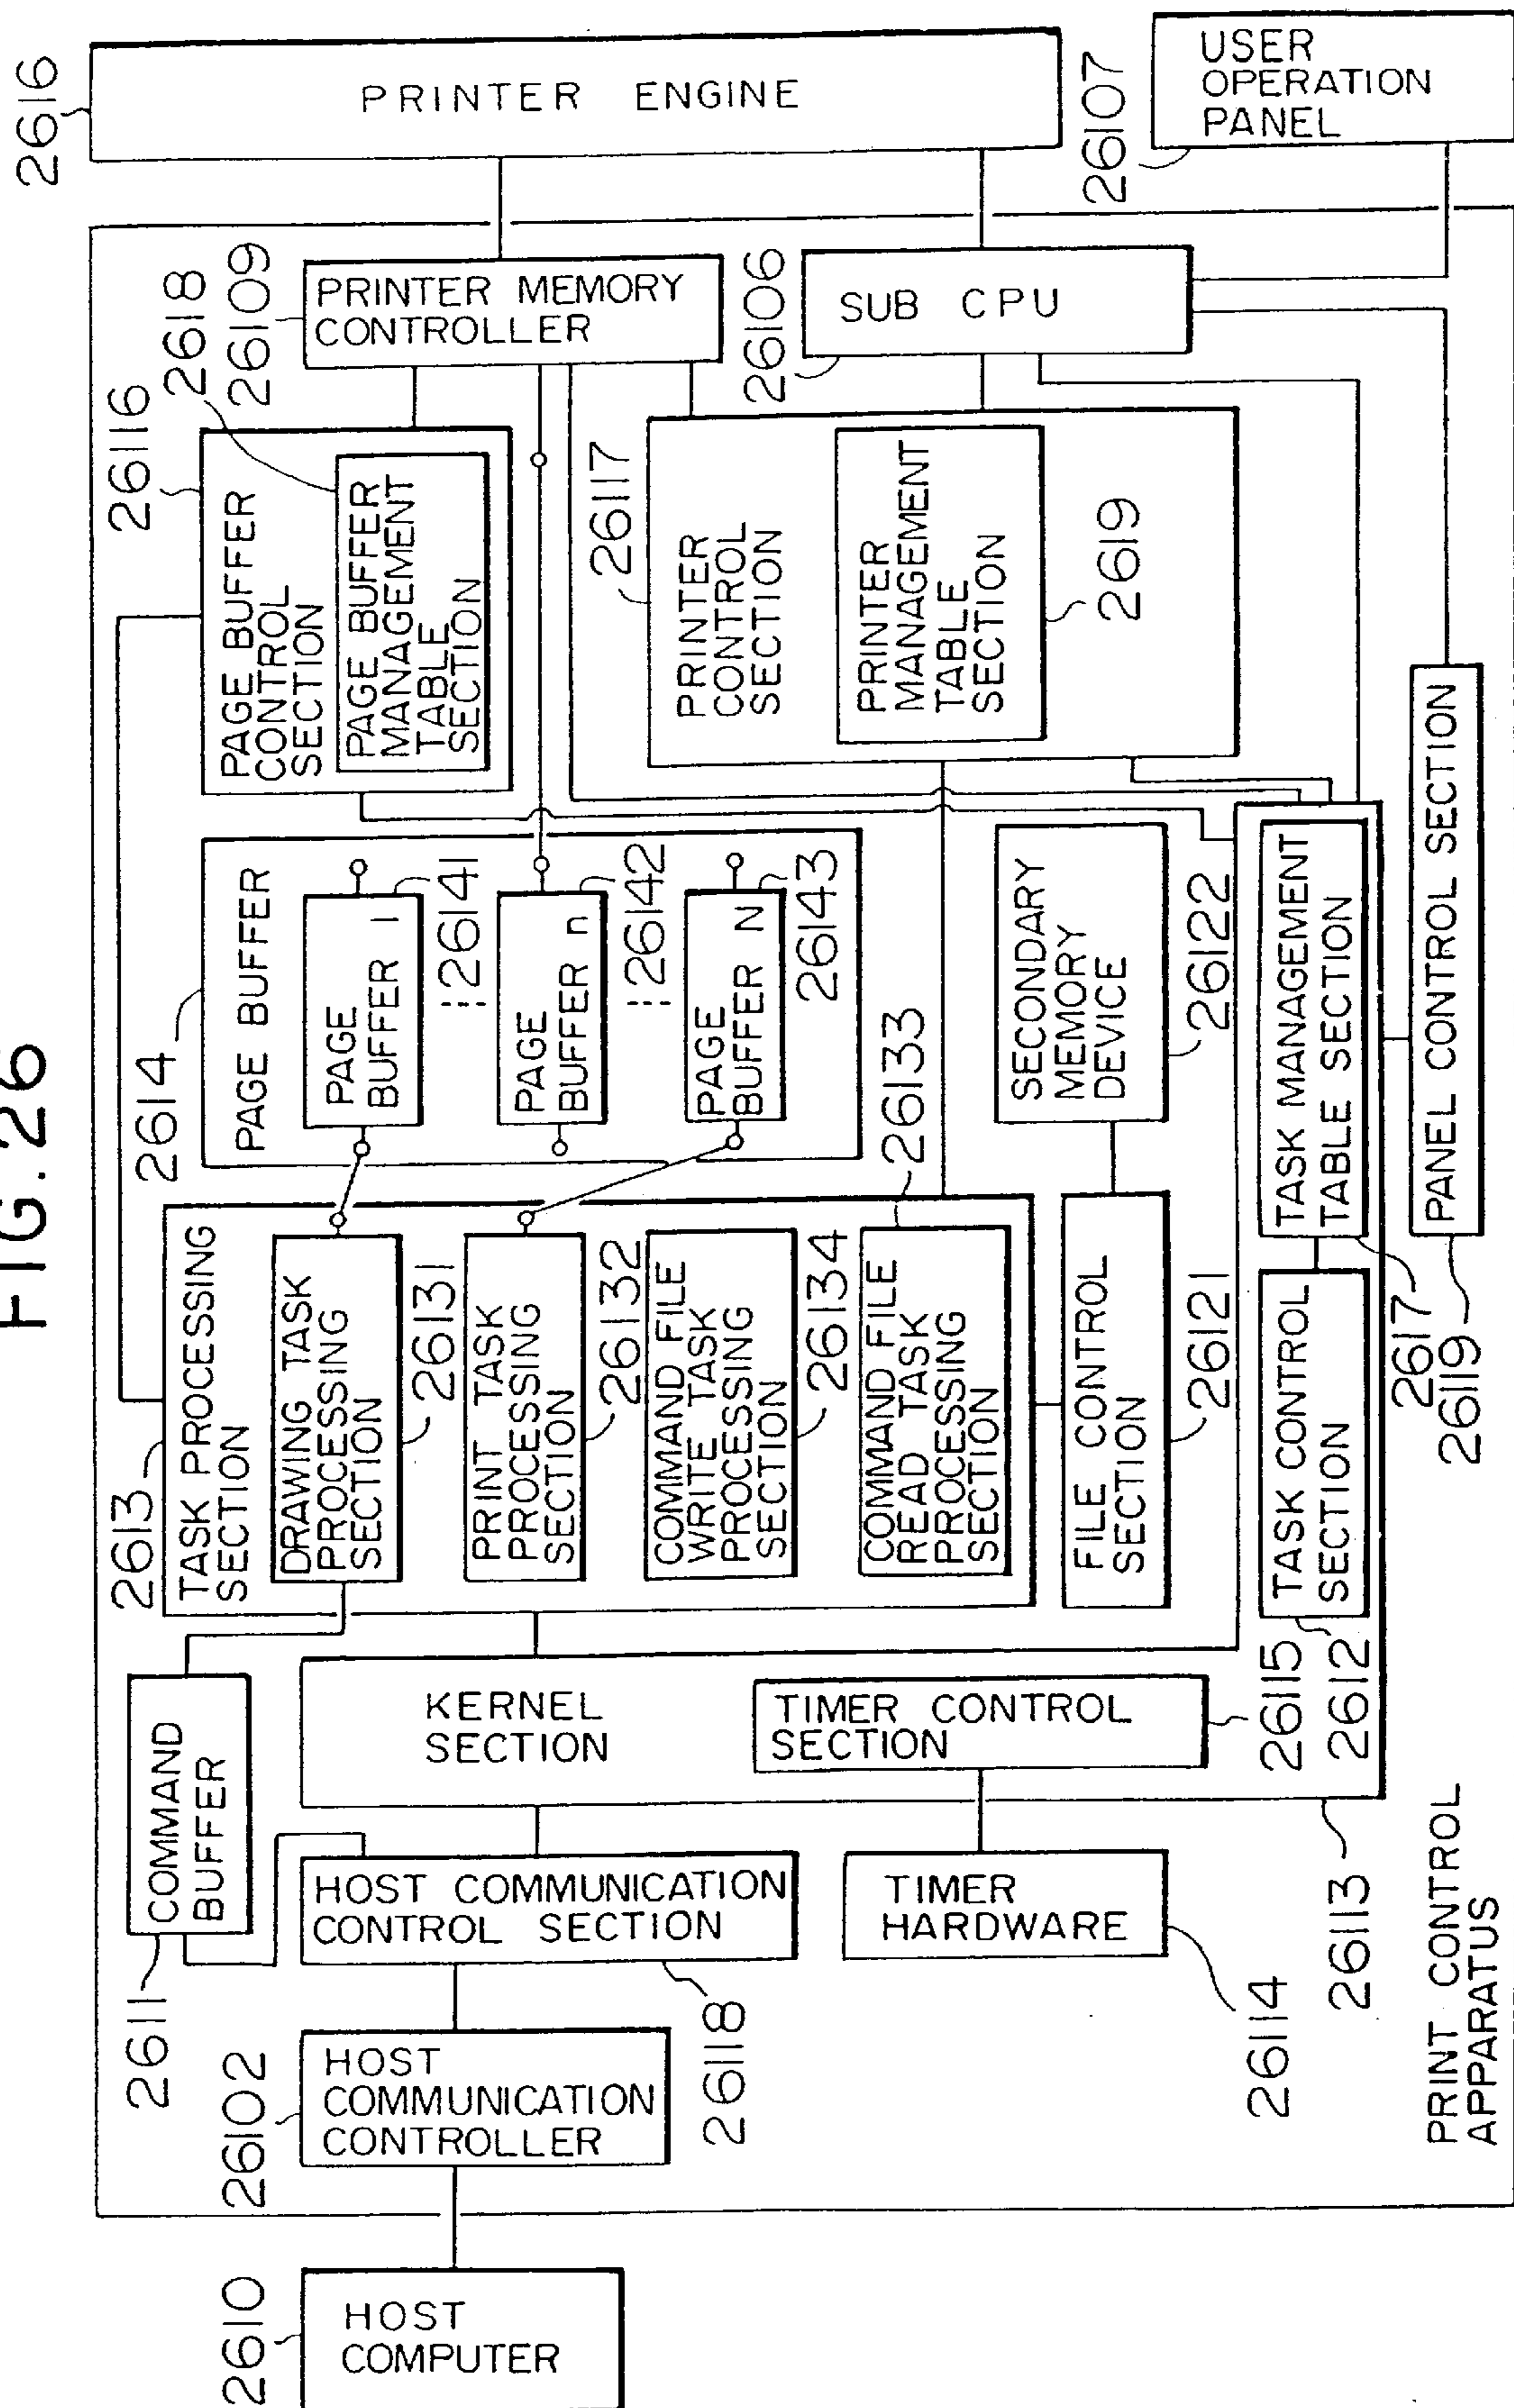 FIG. 26
2610
HOST
COMPUTER
26102
HOST
COMMUNICATION
CONTROLLER
2611
COMMAND
BUFFER
HOST COMMUNICATION
CONTROL SECTION
26118
TIMER
HARDWARE
26114
KERNEL
SECTION
TIMER CONTROL
SECTION
26115
26113
2613
TASK PROCESSING
SECTION
DRAWING TASK
PROCESSING
SECTION
26131
PRINT TASK
PROCESSING
SECTION
26132
COMMAND FILE
WRITE TASK
PROCESSING
SECTION
26134
COMMAND FILE
READ TASK
PROCESSING
SECTION
26133
FILE CONTROL
SECTION
26121
TASK CONTROL
SECTION
2612
2614
PAGE BUFFER
PAGE
BUFFER 1
26141
PAGE
BUFFER n
26142
PAGE
BUFFER N
26143
SECONDARY
MEMORY
DEVICE
26122
TASK MANAGEMENT
TABLE SECTION
2617
PANEL CONTROL SECTION
26119
26116
PAGE BUFFER
CONTROL
SECTION
2618
PAGE BUFFER
MANAGEMENT
TABLE
SECTION
26117
PRINTER
CONTROL
SECTION
PRINTER
MANAGEMENT
TABLE
SECTION
2619
26109
PRINTER MEMORY
CONTROLLER
26106
SUB CPU
2616
PRINTER ENGINE
26107
USER
OPERATION
PANEL
PRINT CONTROL
APPARATUS